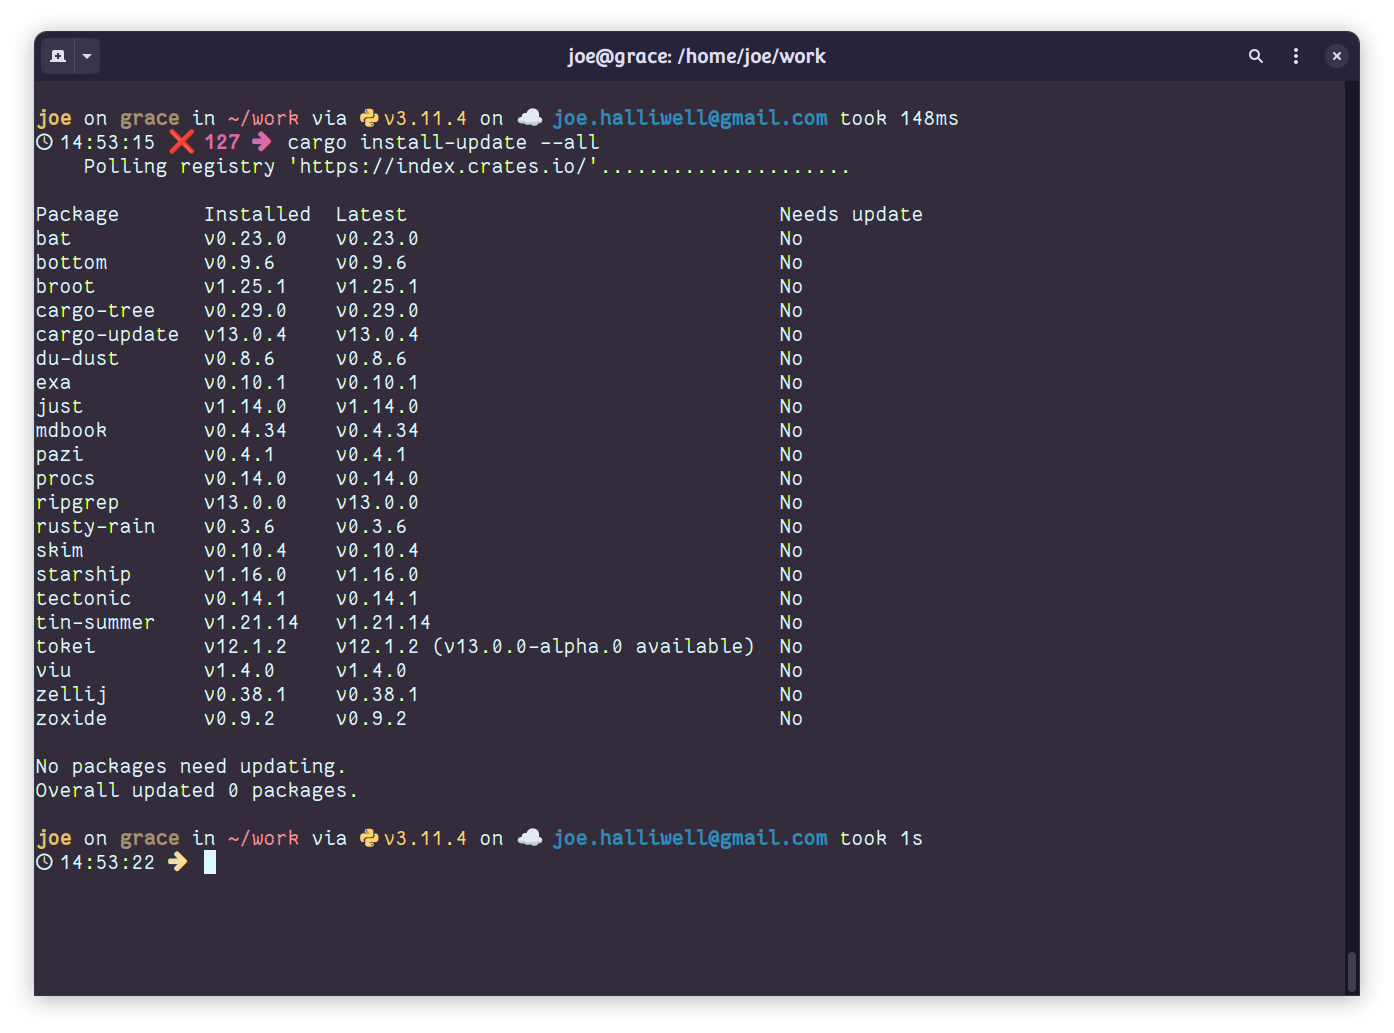 joe@grace: /home/joe/work
joe on grace in ~/work via v3.11.4 on joe.halliwell@gmail.com took 148ms
14:53:15 ❌ 127 ➜ cargo install-update --all
Polling registry 'https://index.crates.io/'.....................
Package Installed Latest Needs update
bat v0.23.0 v0.23.0 No
bottom v0.9.6 v0.9.6 No
broot v1.25.1 v1.25.1 No
cargo-tree v0.29.0 v0.29.0 No
cargo-update v13.0.4 v13.0.4 No
du-dust v0.8.6 v0.8.6 No
exa v0.10.1 v0.10.1 No
just v1.14.0 v1.14.0 No
mdbook v0.4.34 v0.4.34 No
pazi v0.4.1 v0.4.1 No
procs v0.14.0 v0.14.0 No
ripgrep v13.0.0 v13.0.0 No
rusty-rain v0.3.6 v0.3.6 No
skim v0.10.4 v0.10.4 No
starship v1.16.0 v1.16.0 No
tectonic v0.14.1 v0.14.1 No
tin-summer v1.21.14 v1.21.14 No
tokei v12.1.2 v12.1.2 (v13.0.0-alpha.0 available) No
viu v1.4.0 v1.4.0 No
zellij v0.38.1 v0.38.1 No
zoxide v0.9.2 v0.9.2 No
No packages need updating.
Overall updated 0 packages.
joe on grace in ~/work via v3.11.4 on joe.halliwell@gmail.com took 1s
14:53:22 ➜